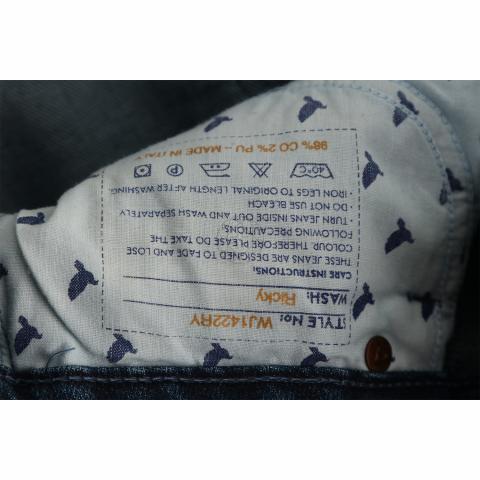 STYLE No: WJ1422RY
WASH: Ricky
CARE INSTRUCTIONS:
THESE JEANS ARE DESIGNED TO FADE AND LOSE
COLOUR. THEREFORE PLEASE DO TAKE THE
FOLLOWING PRECAUTIONS:
· TURN JEANS INSIDE OUT AND WASH SEPARATELY
· DO NOT USE BLEACH
· IRON LEGS TO ORIGINAL LENGTH AFTER WASHING.
40°C P
98% CO 2% PU – MADE IN ITALY